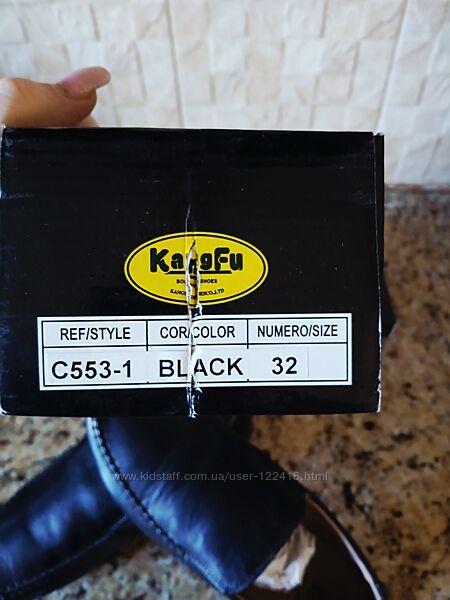 KangFu
REF/STYLE COR/COLOR NUMERO/SIZE
C553-1 BLACK 32
www.kidstaff.com.ua/user-122418.html